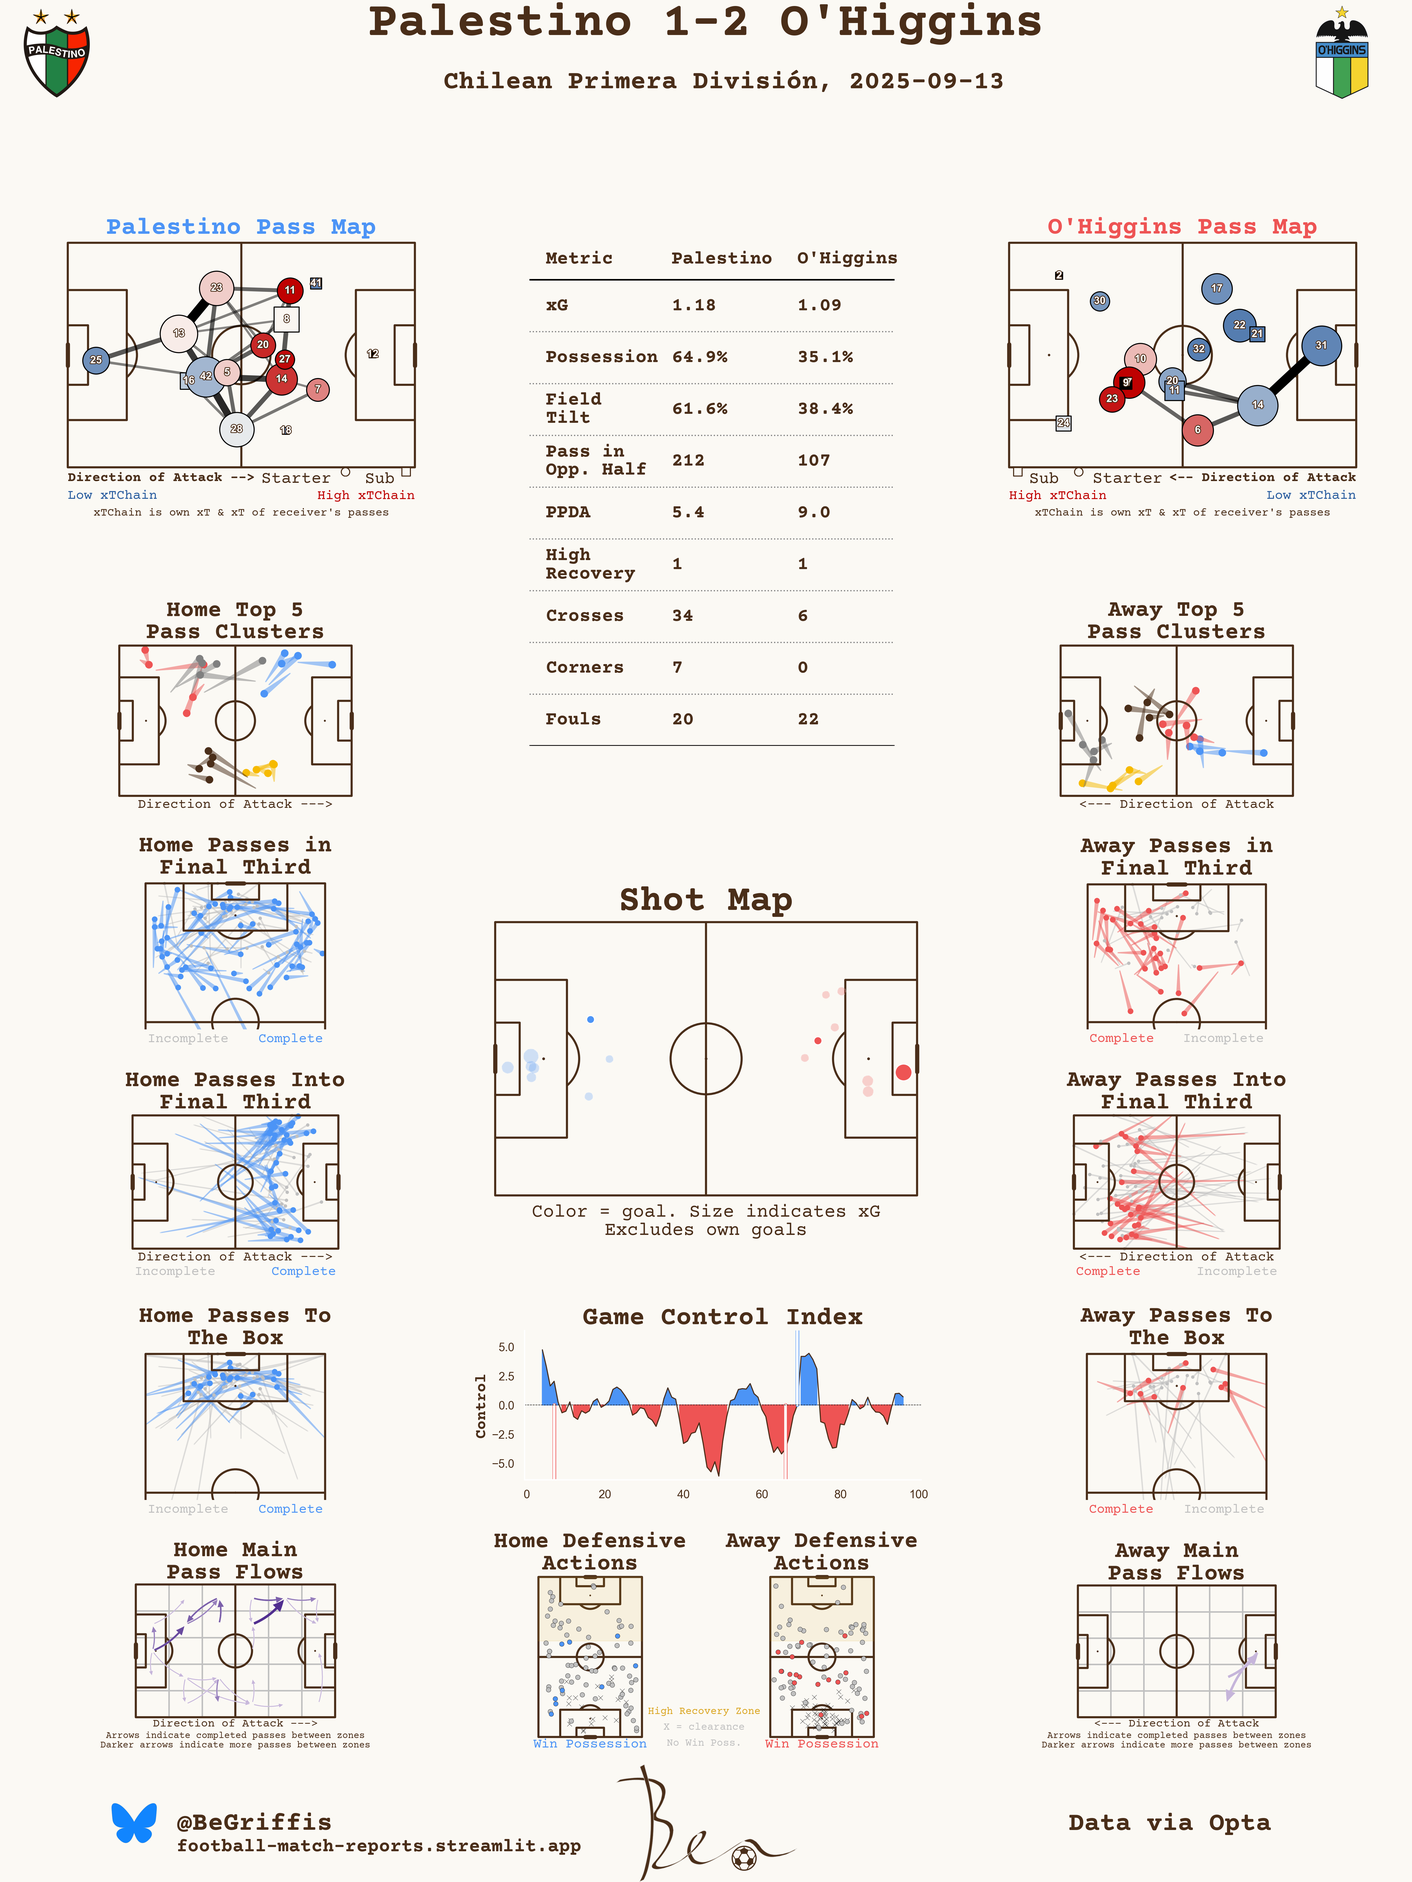 Palestino 1-2 O'Higgins
Chilean Primera División, 2025-09-13
PALESTINO
O'HIGGINS
Palestino Pass Map
23
11
41
8
13
20
25
27
12
16
42
5
14
7
28
18
Direction of Attack --> Starter Sub
Low xTChain High xTChain
xTChain is own xT & xT of receiver's passes
Metric Palestino O'Higgins
xG 1.18 1.09
Possession 64.9% 35.1%
Field
Tilt 61.6% 38.4%
Pass in
Opp. Half 212 107
PPDA 5.4 9.0
High
Recovery 1 1
Crosses 34 6
Corners 7 0
Fouls 20 22
O'Higgins Pass Map
2
30
17
22
21
32
31
10
9
20
11
23
14
24
6
Sub Starter <-- Direction of Attack
High xTChain Low xTChain
xTChain is own xT & xT of receiver's passes
Home Top 5
Pass Clusters
Direction of Attack --->
Away Top 5
Pass Clusters
<--- Direction of Attack
Home Passes in
Final Third
Incomplete Complete
Away Passes in
Final Third
Complete Incomplete
Shot Map
Color = goal. Size indicates xG
Excludes own goals
Home Passes Into
Final Third
Direction of Attack --->
Incomplete Complete
Away Passes Into
Final Third
<--- Direction of Attack
Complete Incomplete
Home Passes To
The Box
Incomplete Complete
Game Control Index
Control
5.0
2.5
0.0
−2.5
−5.0
0 20 40 60 80 100
Away Passes To
The Box
Complete Incomplete
Home Main
Pass Flows
Direction of Attack --->
Arrows indicate completed passes between zones
Darker arrows indicate more passes between zones
Home Defensive
Actions
Win Possession
Away Defensive
Actions
Win Possession
High Recovery Zone
X = clearance
No Win Poss.
Away Main
Pass Flows
<--- Direction of Attack
Arrows indicate completed passes between zones
Darker arrows indicate more passes between zones
@BeGriffis
football-match-reports.streamlit.app
Ben
Data via Opta